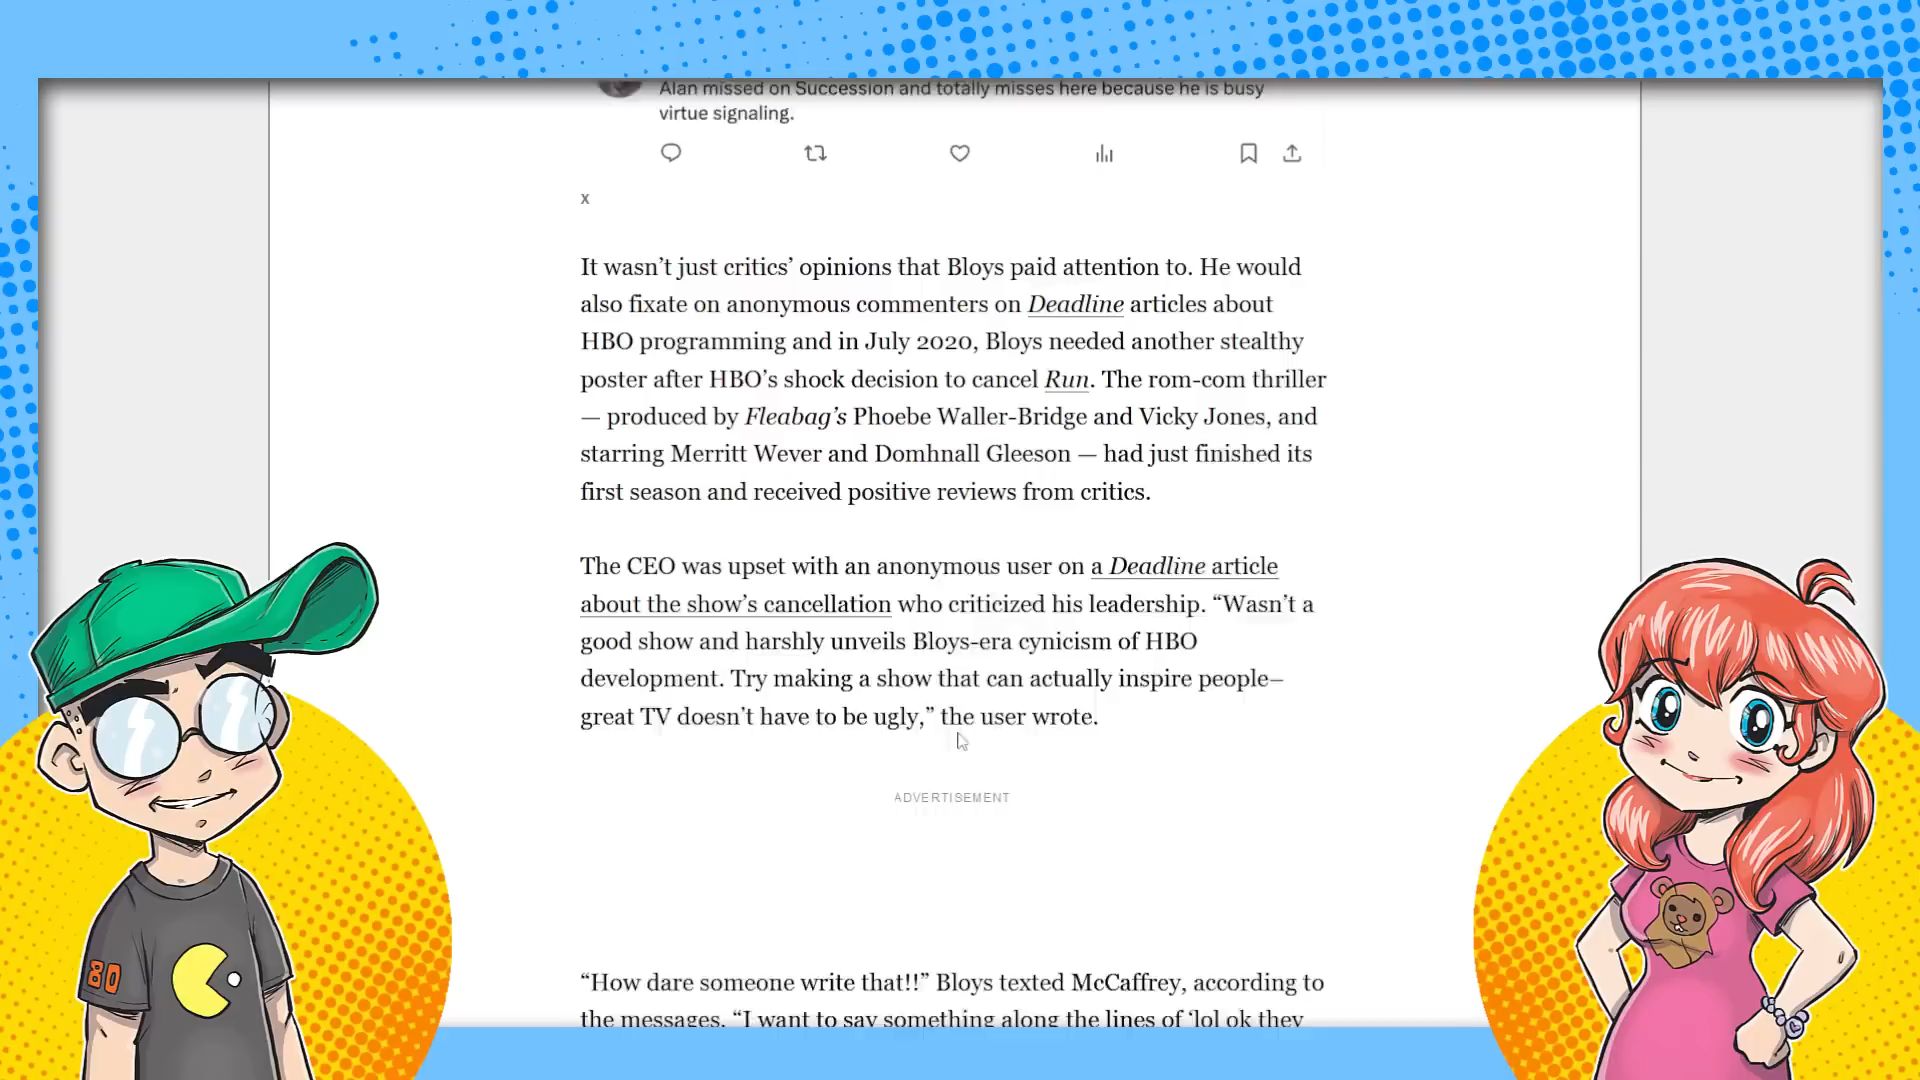 Alan missed on Succession and totally misses here because he is busy
virtue signaling.
x
It wasn’t just critics’ opinions that Bloys paid attention to. He would
also fixate on anonymous commenters on Deadline articles about
HBO programming and in July 2020, Bloys needed another stealthy
poster after HBO’s shock decision to cancel Run. The rom-com thriller
— produced by Fleabag’s Phoebe Waller-Bridge and Vicky Jones, and
starring Merritt Wever and Domhnall Gleeson — had just finished its
first season and received positive reviews from critics.
The CEO was upset with an anonymous user on a Deadline article
about the show’s cancellation who criticized his leadership. “Wasn’t a
good show and harshly unveils Bloys-era cynicism of HBO
development. Try making a show that can actually inspire people–
great TV doesn’t have to be ugly,” the user wrote.
ADVERTISEMENT
“How dare someone write that!!” Bloys texted McCaffrey, according to
the messages. “I want to say something along the lines of ‘lol ok they
80